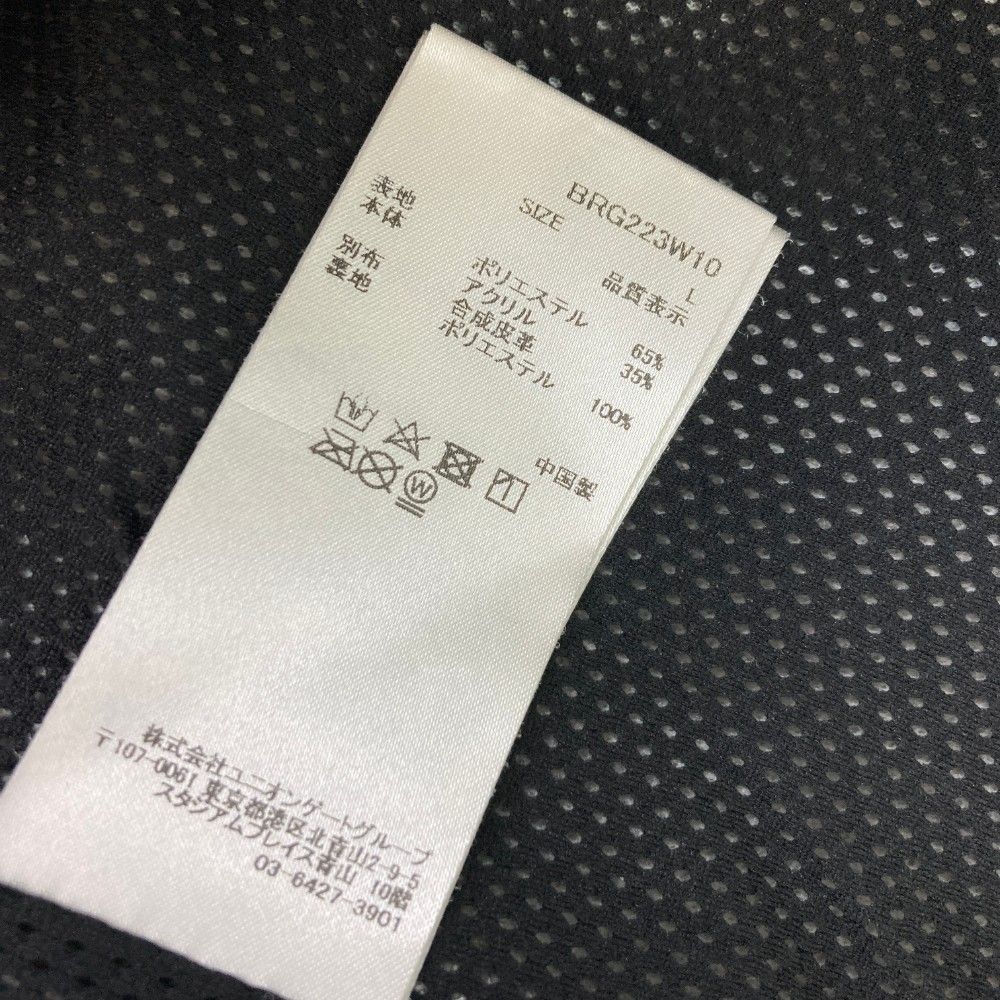 BRG223W10
SIZE L
品質表示
表地
本体 ポリエステル 65%
アクリル 35%
別布 合成皮革
裏地 ポリエステル 100%
中国製
W
株式会社ユニオンゲートグループ
〒107-0061 東京都港区北青山2-9-5
スタジアムプレイス青山 10階
03-6427-3901